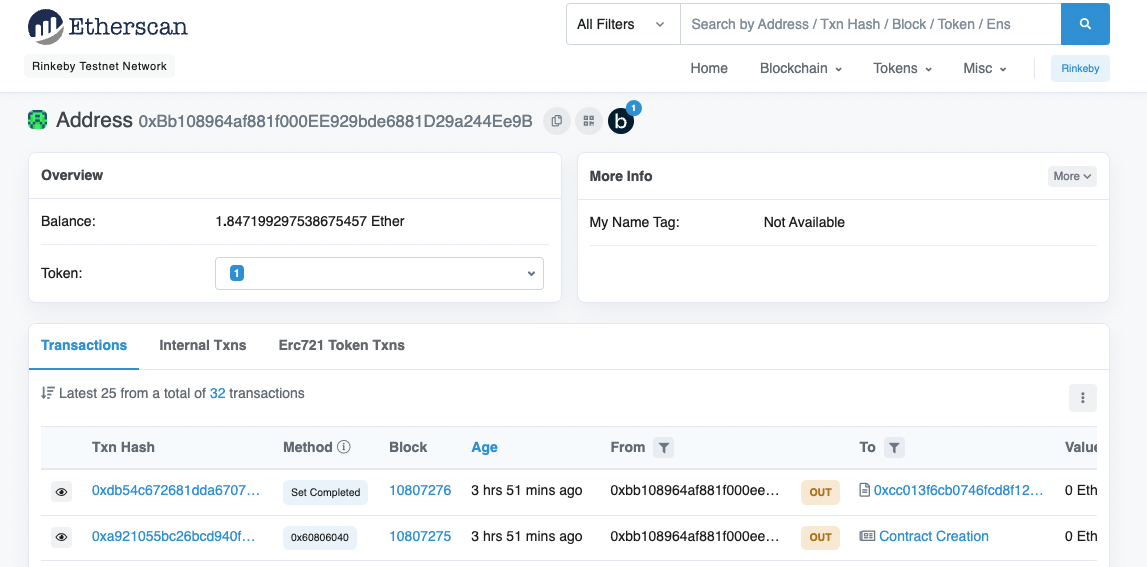 Etherscan
All Filters
Search by Address / Txn Hash / Block / Token / Ens
Rinkeby Testnet Network
Home Blockchain Tokens Misc Rinkeby
Address 0xBb108964af881f000EE929bde6881D29a244Ee9B b 1
Overview
Balance: 1.847199297538675457 Ether
Token: 1
More Info More
My Name Tag: Not Available
Transactions Internal Txns Erc721 Token Txns
Latest 25 from a total of 32 transactions
Txn Hash Method Block Age From To Value
0xdb54c672681dda6707... Set Completed 10807276 3 hrs 51 mins ago 0xbb108964af881f000ee... OUT 0xcc013f6cb0746fcd8f12... 0 Eth
0xa921055bc26bcd940f... 0x60806040 10807275 3 hrs 51 mins ago 0xbb108964af881f000ee... OUT Contract Creation 0 Eth